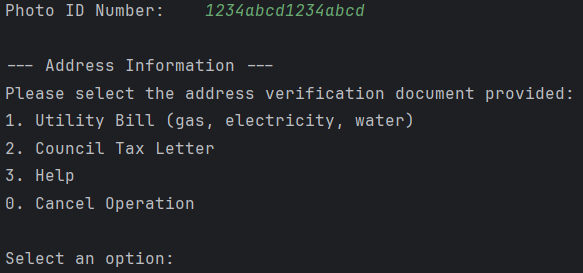 Photo ID Number: 1234abcd1234abcd
--- Address Information ---
Please select the address verification document provided:
1. Utility Bill (gas, electricity, water)
2. Council Tax Letter
3. Help
0. Cancel Operation
Select an option: